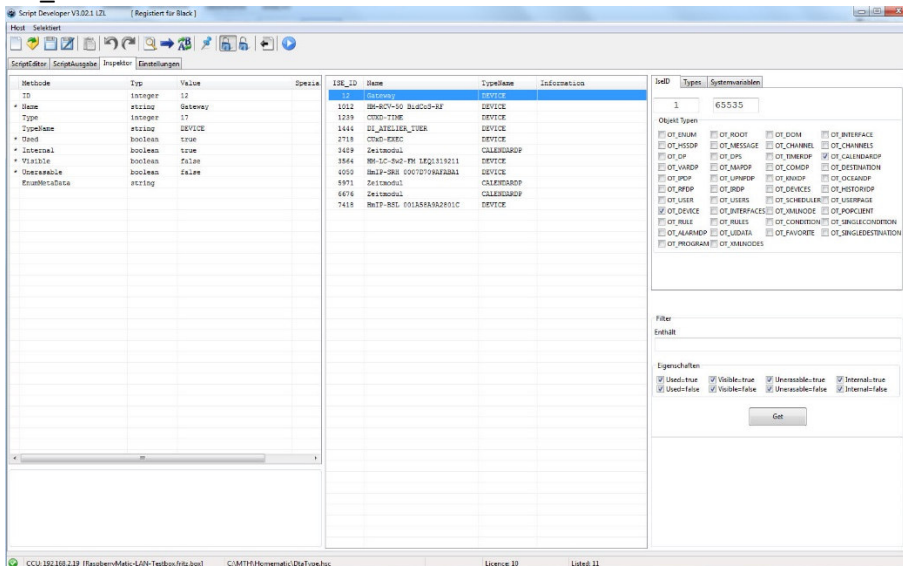 Script Developer V3.02.1 LZL [ Registiert für Black ]
Host Selektiert
ScriptEditor ScriptAusgabe Inspektor Einstellungen
Methode Typ Value Spezia
ID integer 12
* Name string Gateway
Type integer 17
TypeName string DEVICE
* Used boolean true
* Internal boolean true
* Visible boolean false
* Unerasable boolean false
EnumMetaData string
ISE_ID Name TypeName Information
12 Gateway DEVICE
1012 HM-RCV-50 BidCoS-RF DEVICE
1239 CUxD-TIME DEVICE
1444 DI_ATELIER_TUER DEVICE
2718 CUxD-EXEC DEVICE
3489 Zeitmodul CALENDARDP
3564 HM-LC-Sw2-FM LEQ1319211 DEVICE
4050 HmIP-SRH 0007D709AFABA1 DEVICE
5971 Zeitmodul CALENDARDP
6676 Zeitmodul CALENDARDP
7418 HmIP-BSL 001A58A9A2801C DEVICE
IseID Types Systemvariablen
1 65535
Objekt Typen
OT_ENUM OT_ROOT OT_DOM OT_INTERFACE
OT_HSSDP OT_MESSAGE OT_CHANNEL OT_CHANNELS
OT_DP OT_DPS OT_TIMERDP OT_CALENDARDP
OT_VARDP OT_MAPDP OT_COMDP OT_DESTINATION
OT_IPDP OT_UPNPDP OT_KNXDP OT_OCEANDP
OT_RFDP OT_IRDP OT_DEVICES OT_HISTORIDP
OT_USER OT_USERS OT_SCHEDULER OT_USERPAGE
OT_DEVICE OT_INTERFACES OT_XMLNODE OT_POPCLIENT
OT_RULE OT_RULES OT_CONDITION OT_SINGLECONDITION
OT_ALARMDP OT_UIDATA OT_FAVORITE OT_SINGLEDESTINATION
OT_PROGRAM OT_XMLNODES
Filter
Enthält
Eigenschaften
Used=true Visible=true Unerasable=true Internal=true
Used=false Visible=false Unerasable=false Internal=false
Get
CCU: 192.168.2.19 [RaspberryMatic-LAN-Testbox.fritz.box] C:\MTH\Homematic\DtaType.hsc Licence: 10 Listed: 11